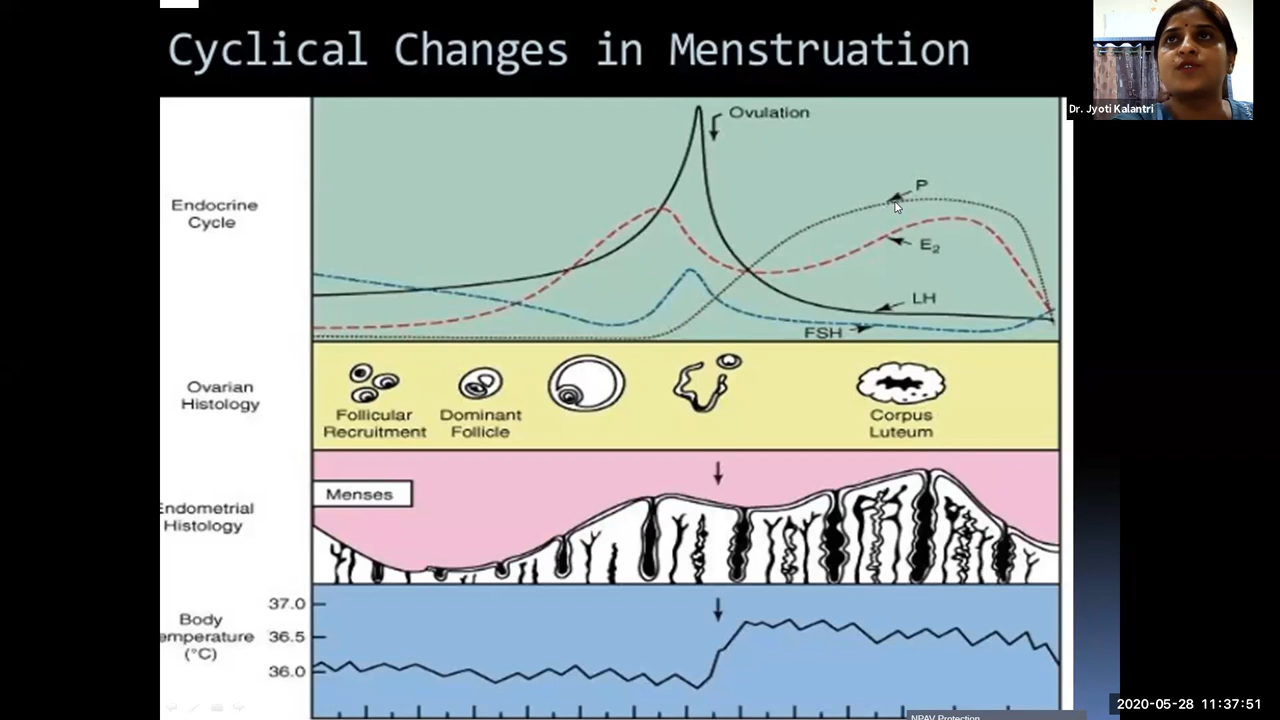 Cyclical Changes in Menstruation
Dr. Jyoti Kalantri
Ovulation
P
Endocrine
Cycle
E2
LH
FSH
Ovarian
Histology
Follicular
Recruitment
Dominant
Follicle
Corpus
Luteum
Menses
Endometrial
Histology
Body
emperature
(°C)
37.0
36.5
36.0
2020-05-28 11:37:51
NPAV Protection